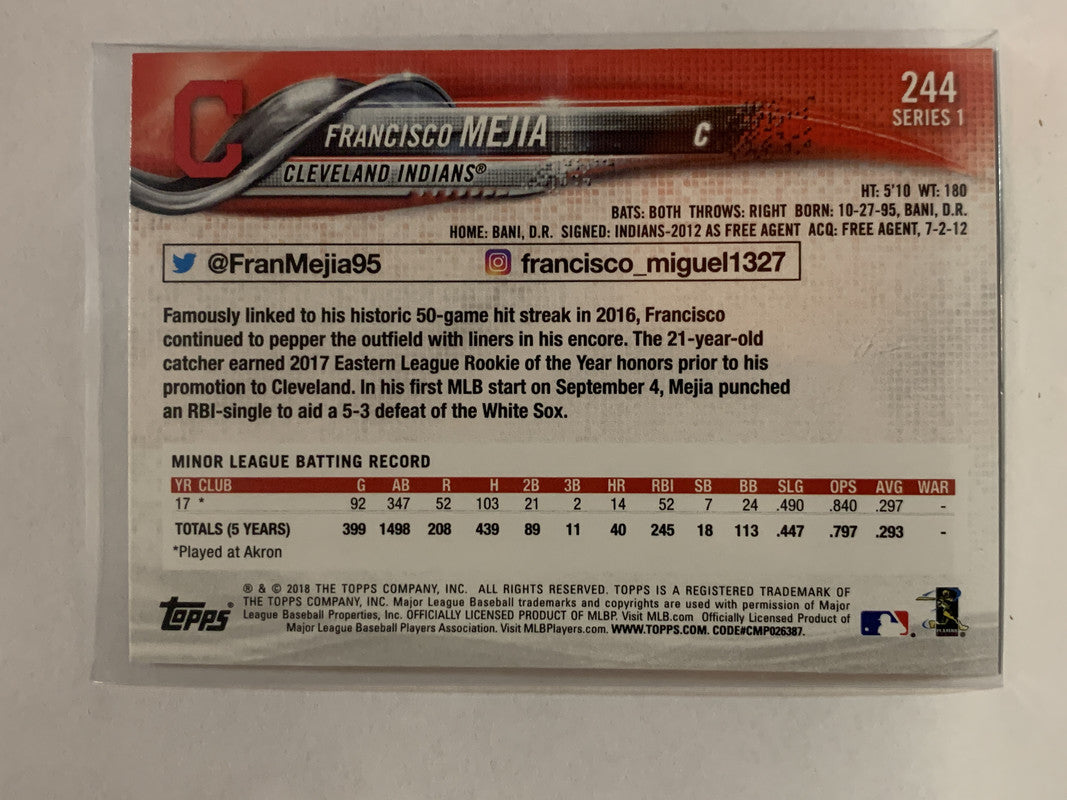 C
244
SERIES 1
FRANCISCO MEJIA C
CLEVELAND INDIANS®
HT: 5'10 WT: 180
BATS: BOTH THROWS: RIGHT BORN: 10-27-95, BANI, D.R.
HOME: BANI, D.R. SIGNED: INDIANS-2012 AS FREE AGENT ACQ: FREE AGENT, 7-2-12
@FranMejia95 francisco_miguel1327
Famously linked to his historic 50-game hit streak in 2016, Francisco
continued to pepper the outfield with liners in his encore. The 21-year-old
catcher earned 2017 Eastern League Rookie of the Year honors prior to his
promotion to Cleveland. In his first MLB start on September 4, Mejia punched
an RBI-single to aid a 5-3 defeat of the White Sox.
MINOR LEAGUE BATTING RECORD
YR CLUB G AB R H 2B 3B HR RBI SB BB SLG OPS AVG WAR
17 * 92 347 52 103 21 2 14 52 7 24 .490 .840 .297 -
TOTALS (5 YEARS) 399 1498 208 439 89 11 40 245 18 113 .447 .797 .293 -
*Played at Akron
® & © 2018 THE TOPPS COMPANY, INC. ALL RIGHTS RESERVED. TOPPS IS A REGISTERED TRADEMARK OF
THE TOPPS COMPANY, INC. Major League Baseball trademarks and copyrights are used with permission of Major
League Baseball Properties, Inc. OFFICIALLY LICENSED PRODUCT OF MLBP. Visit MLB.com Officially Licensed Product of
Major League Baseball Players Association. Visit MLBPlayers.com. WWW.TOPPS.COM. CODE#CMP026387.
topps®